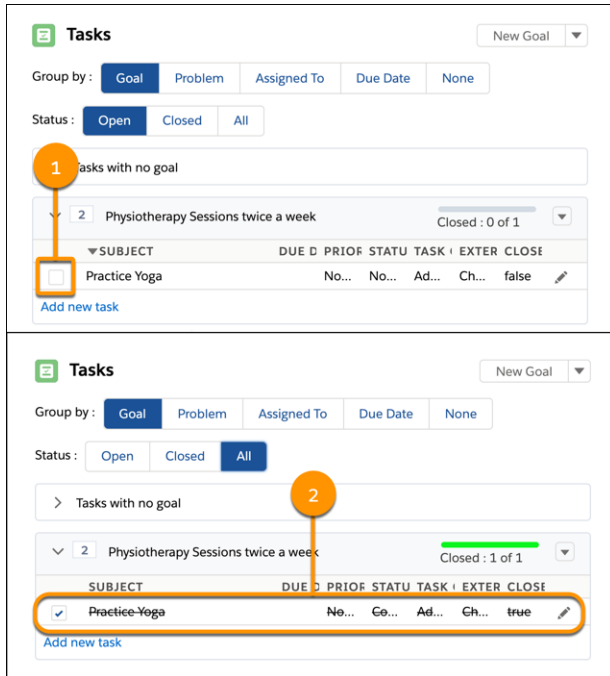 Tasks
New Goal
Group by : Goal Problem Assigned To Due Date None
Status : Open Closed All
1
Tasks with no goal
2 Physiotherapy Sessions twice a week
Closed : 0 of 1
SUBJECT DUE D PRIOR STATU TASK EXTER CLOSE
Practice Yoga No... No... Ad... Ch... false
Add new task
Tasks
New Goal
Group by : Goal Problem Assigned To Due Date None
Status : Open Closed All
2
Tasks with no goal
2 Physiotherapy Sessions twice a week
Closed : 1 of 1
SUBJECT DUE D PRIOR STATU TASK EXTER CLOSE
Practice Yoga No... Co... Ad... Ch... true
Add new task